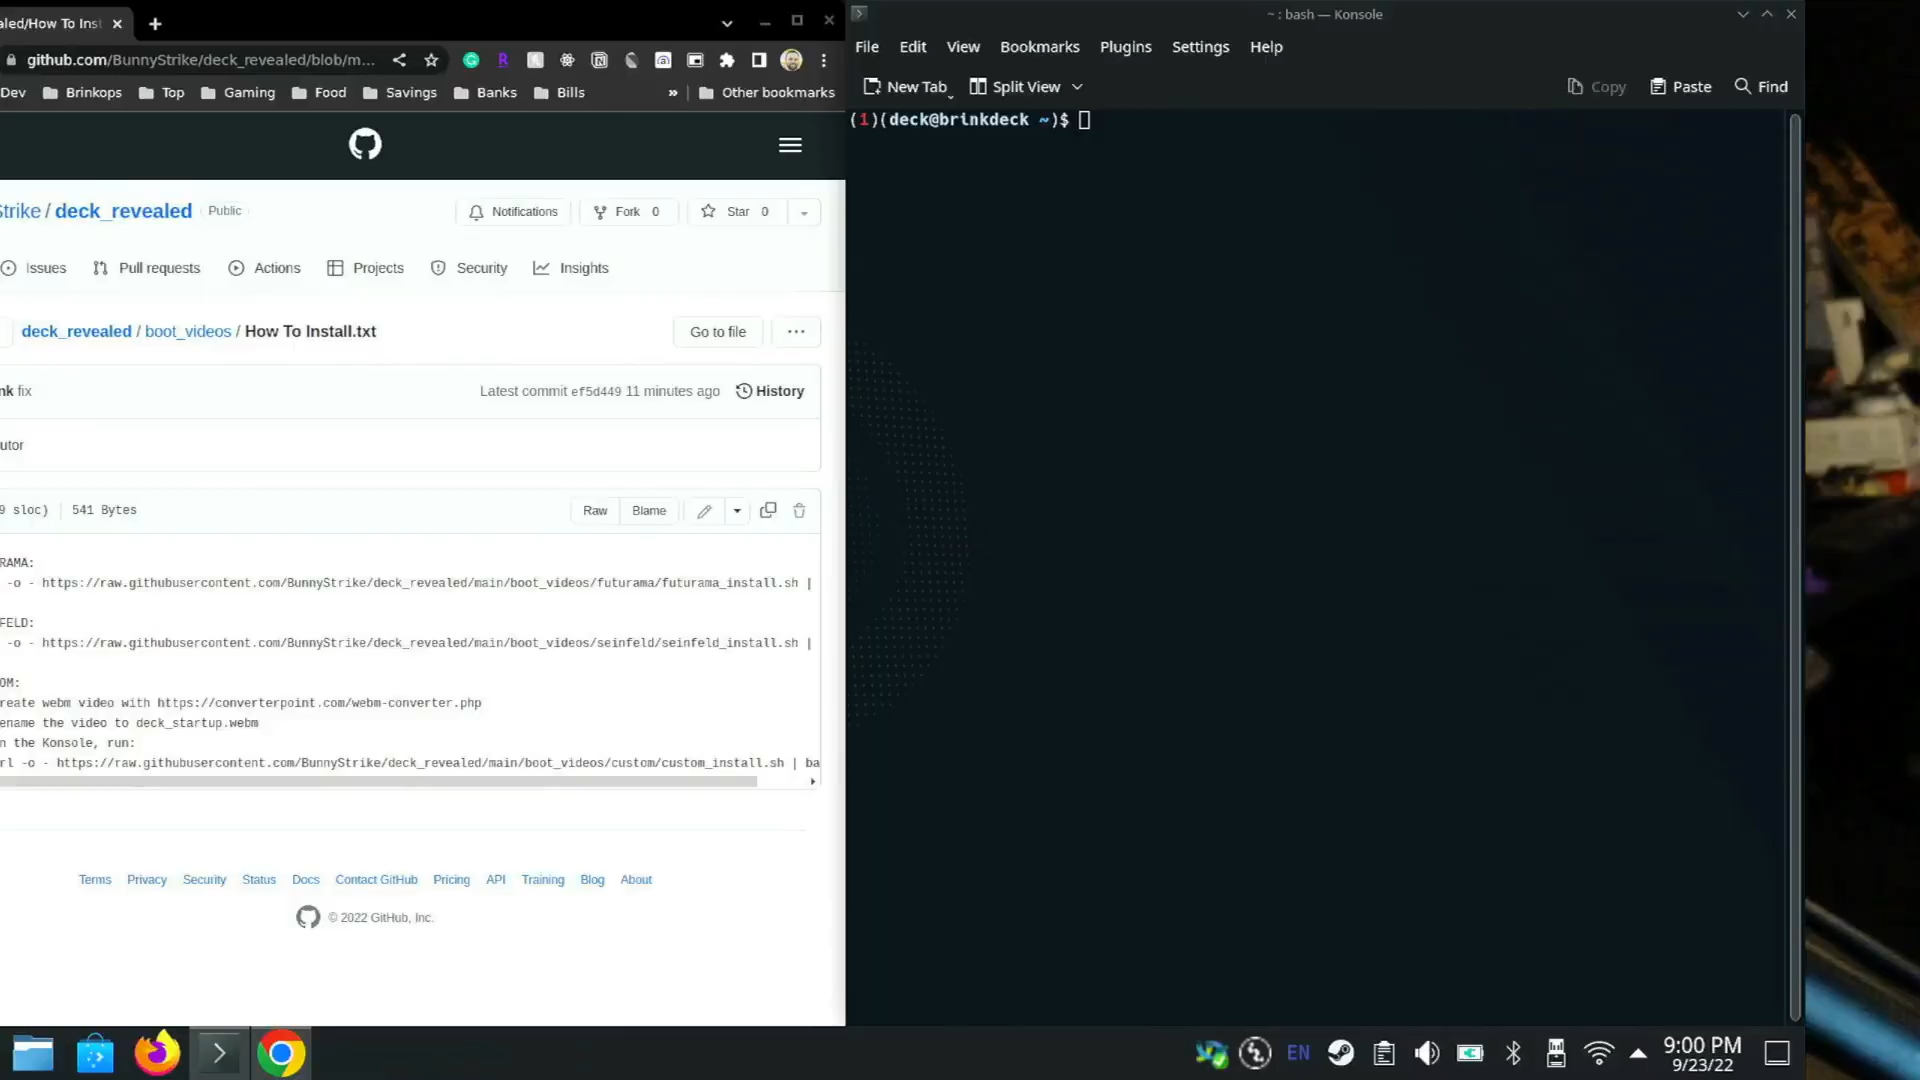 aled/How To Inst
~ : bash — Konsole
github.com/BunnyStrike/deck_revealed/blob/m...
File Edit View Bookmarks Plugins Settings Help
Dev Brinkops Top Gaming Food Savings Banks Bills » Other bookmarks
New Tab Split View Copy Paste Find
(1)(deck@brinkdeck ~)$
Strike / deck_revealed Public
Notifications Fork 0 Star 0
Issues Pull requests Actions Projects Security Insights
deck_revealed / boot_videos / How To Install.txt
Go to file ...
nk fix Latest commit ef5d449 11 minutes ago History
utor
9 sloc) 541 Bytes Raw Blame
RAMA:
-o - https://raw.githubusercontent.com/BunnyStrike/deck_revealed/main/boot_videos/futurama/futurama_install.sh |
FELD:
-o - https://raw.githubusercontent.com/BunnyStrike/deck_revealed/main/boot_videos/seinfeld/seinfeld_install.sh |
OM:
reate webm video with https://converterpoint.com/webm-converter.php
ename the video to deck_startup.webm
n the Konsole, run:
rl -o - https://raw.githubusercontent.com/BunnyStrike/deck_revealed/main/boot_videos/custom/custom_install.sh | ba
Terms Privacy Security Status Docs Contact GitHub Pricing API Training Blog About
© 2022 GitHub, Inc.
EN
9:00 PM
9/23/22